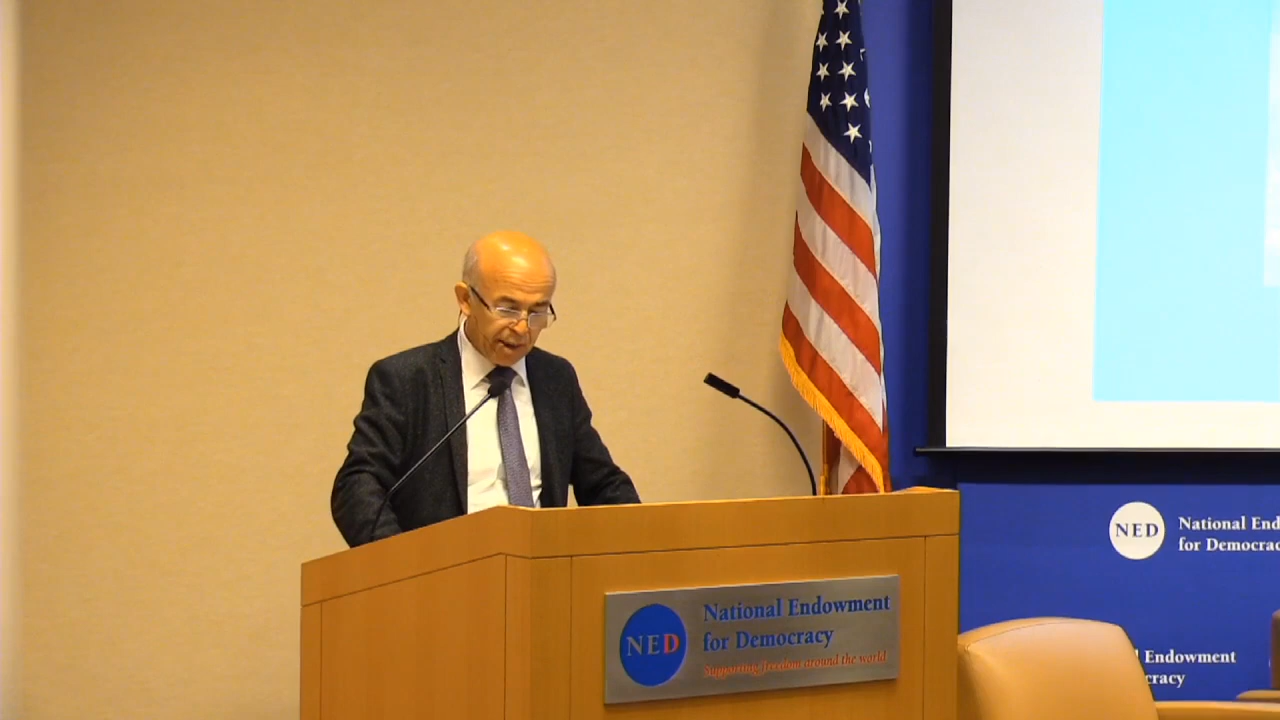 NED
National Endowment
for Democracy
Supporting freedom around the world
NED
National End
for Democrac
l Endowment
cracy